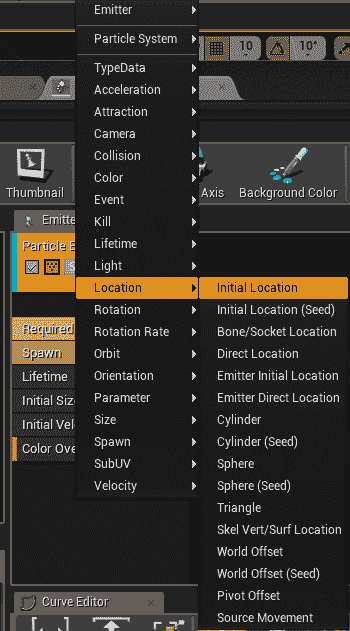 Emitter
Particle System
10
10°
TypeData
Acceleration
Attraction
Camera
Collision
Color
Event
Kill
Lifetime
Light
Location
Rotation
Rotation Rate
Orbit
Orientation
Parameter
Size
Spawn
SubUV
Velocity
Thumbnail
Axis
Background Color
Emitte
Particle E
Required
Spawn
Lifetime
Initial Size
Initial Vel
Color Ove
Initial Location
Initial Location (Seed)
Bone/Socket Location
Direct Location
Emitter Initial Location
Emitter Direct Location
Cylinder
Cylinder (Seed)
Sphere
Sphere (Seed)
Triangle
Skel Vert/Surf Location
World Offset
World Offset (Seed)
Pivot Offset
Source Movement
Curve Editor